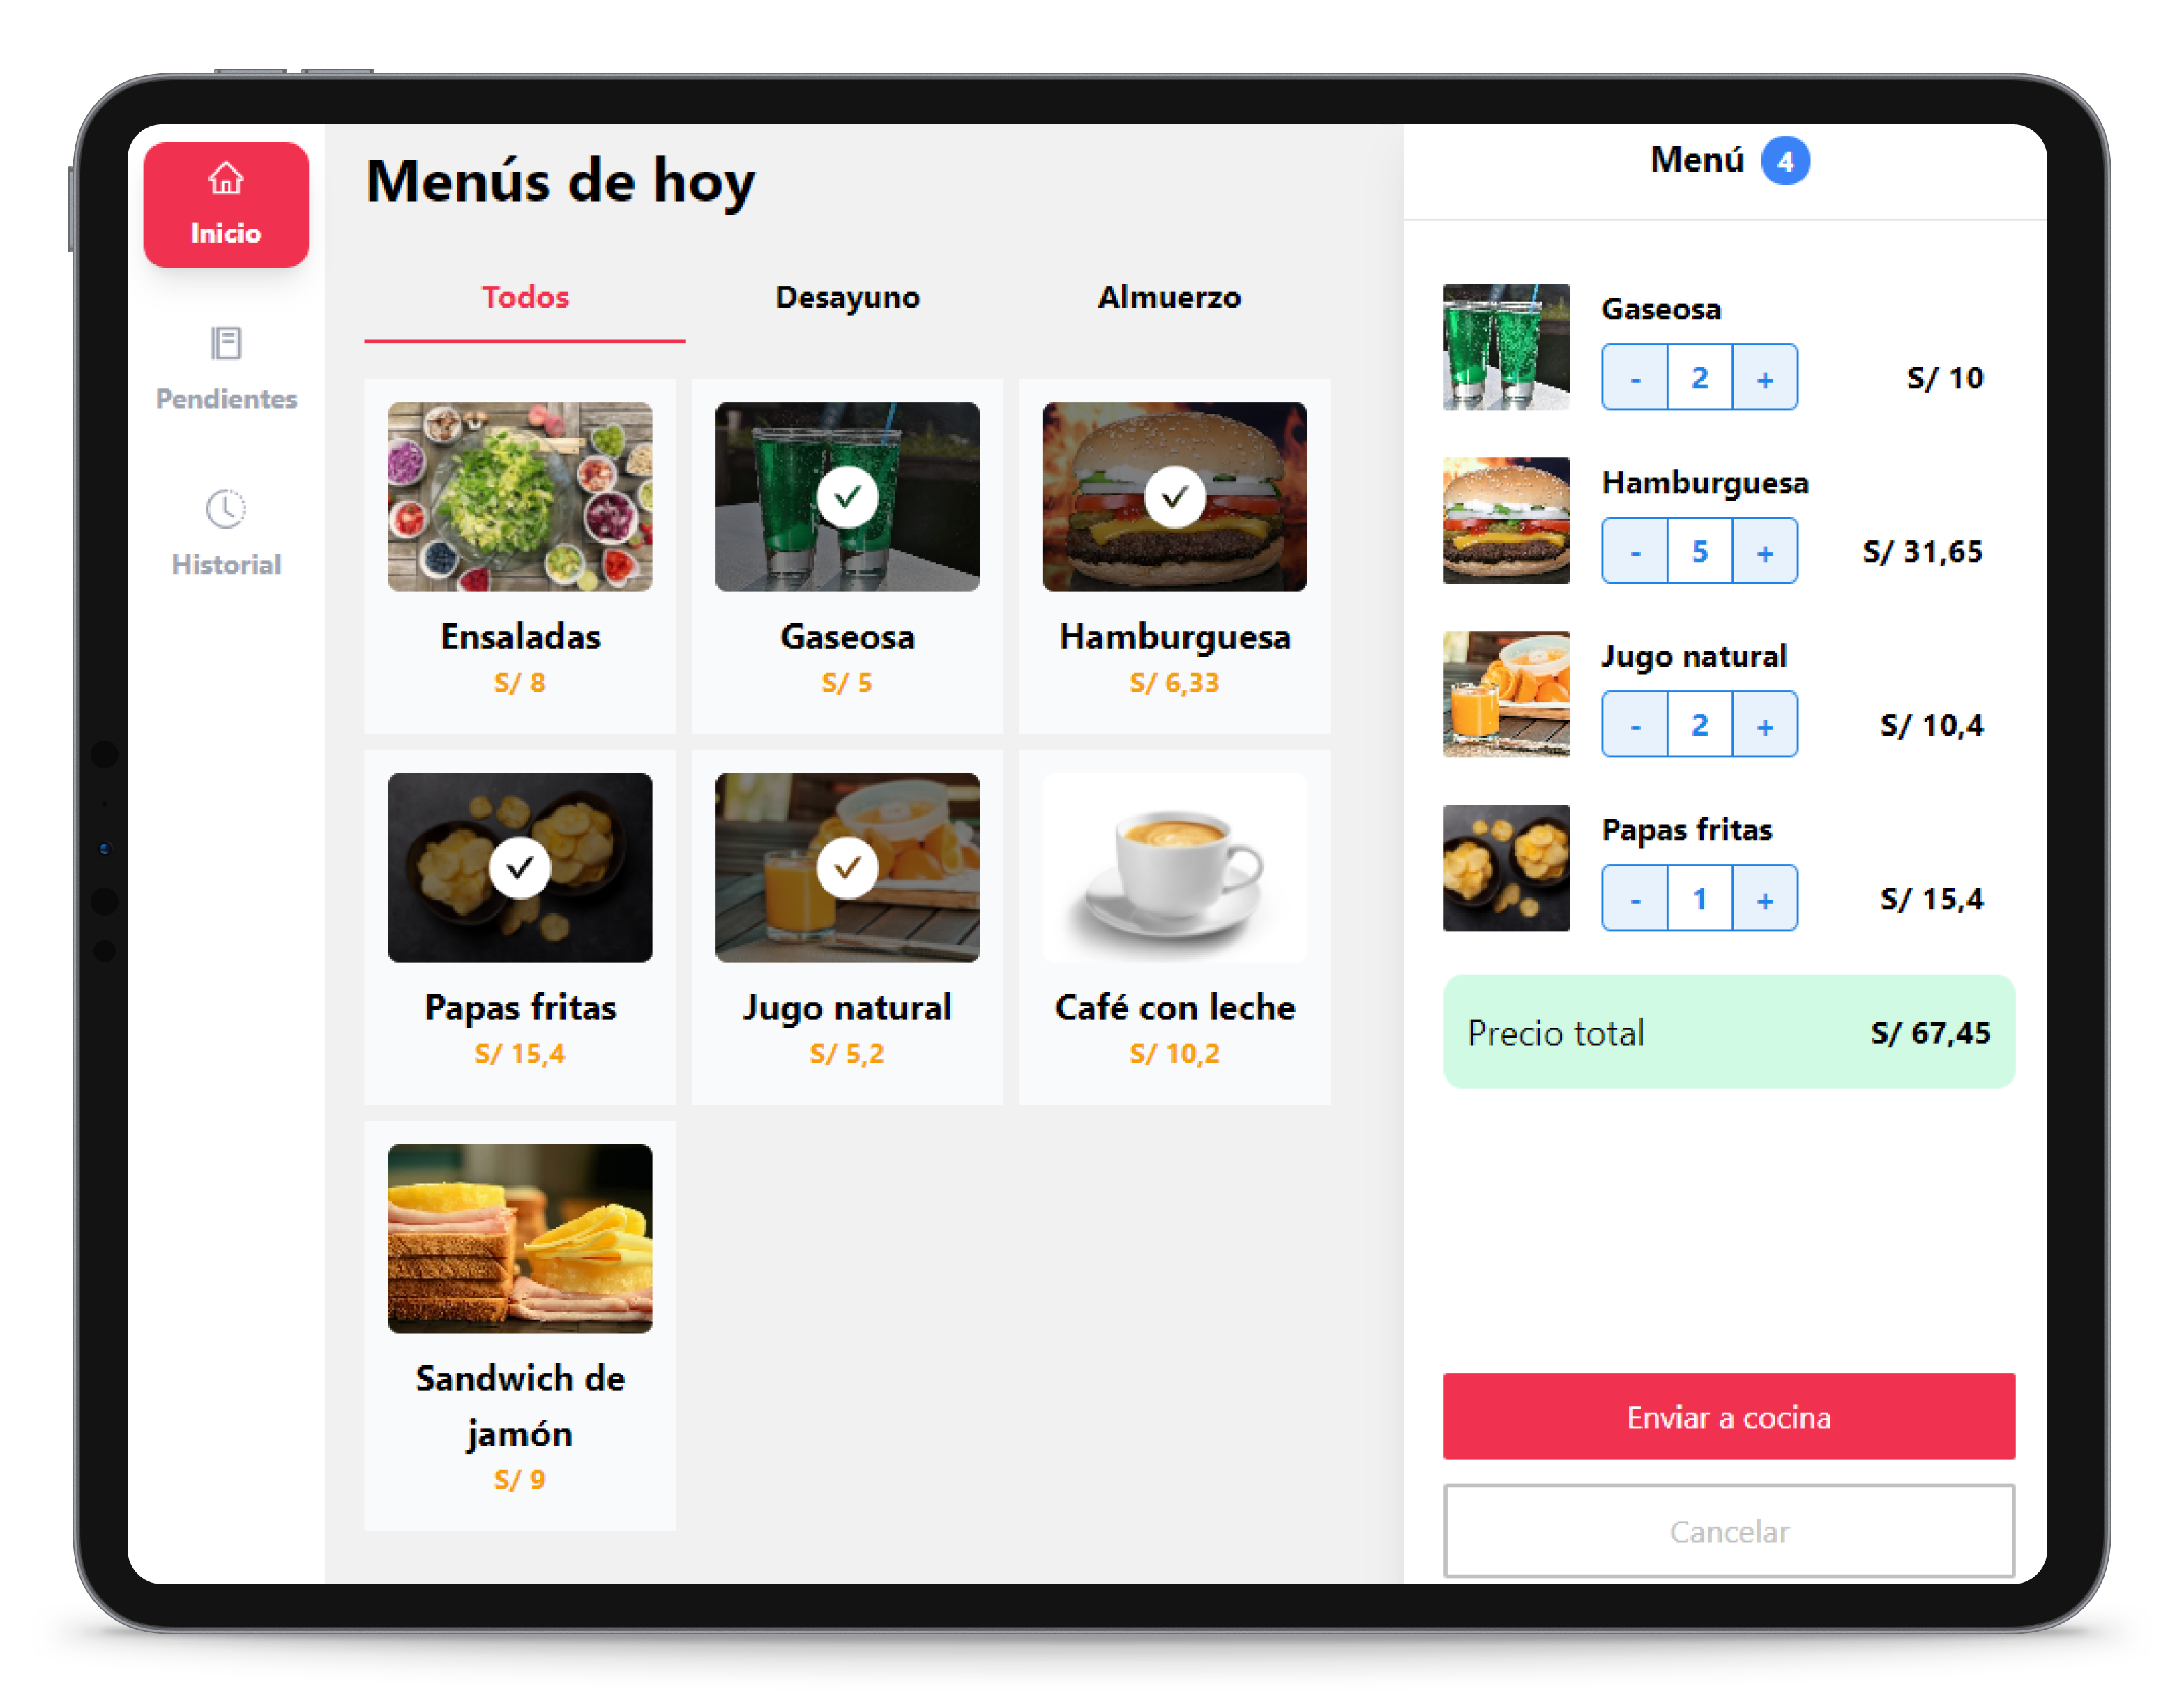 Inicio
Pendientes
Historial
Menús de hoy
Todos
Desayuno
Almuerzo
Ensaladas
S/ 8
Gaseosa
S/ 5
Hamburguesa
S/ 6,33
Papas fritas
S/ 15,4
Jugo natural
S/ 5,2
Café con leche
S/ 10,2
Sandwich de
jamón
S/ 9
Menú 4
Gaseosa
- 2 + S/ 10
Hamburguesa
- 5 + S/ 31,65
Jugo natural
- 2 + S/ 10,4
Papas fritas
- 1 + S/ 15,4
Precio total S/ 67,45
Enviar a cocina
Cancelar